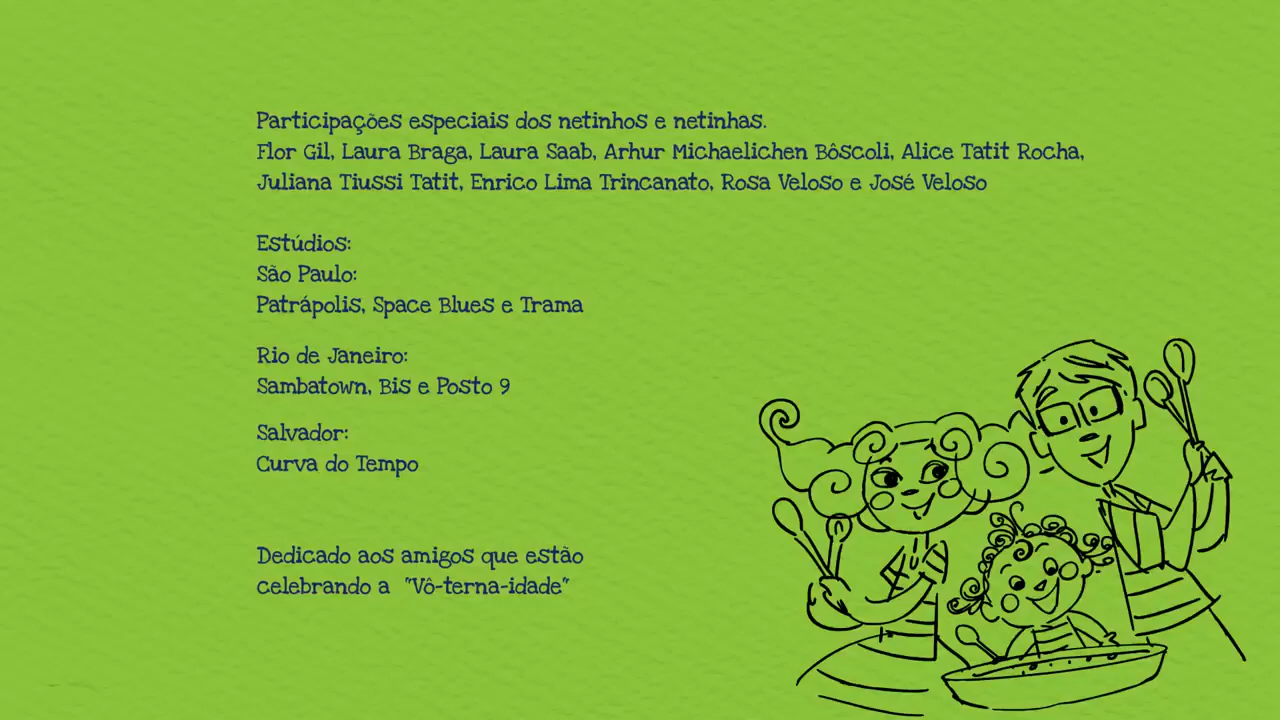 Participações especiais dos netinhos e netinhas.
Flor Gil, Laura Braga, Laura Saab, Arhur Michaelichen Bôscoli, Alice Tatit Rocha,
Juliana Tiussi Tatit, Enrico Lima Trincanato, Rosa Veloso e José Veloso
Estúdios:
São Paulo:
Patrápolis, Space Blues e Trama
Rio de Janeiro:
Sambatown, Bis e Posto 9
Salvador:
Curva do Tempo
Dedicado aos amigos que estão
celebrando a "Vô-terna-idade"